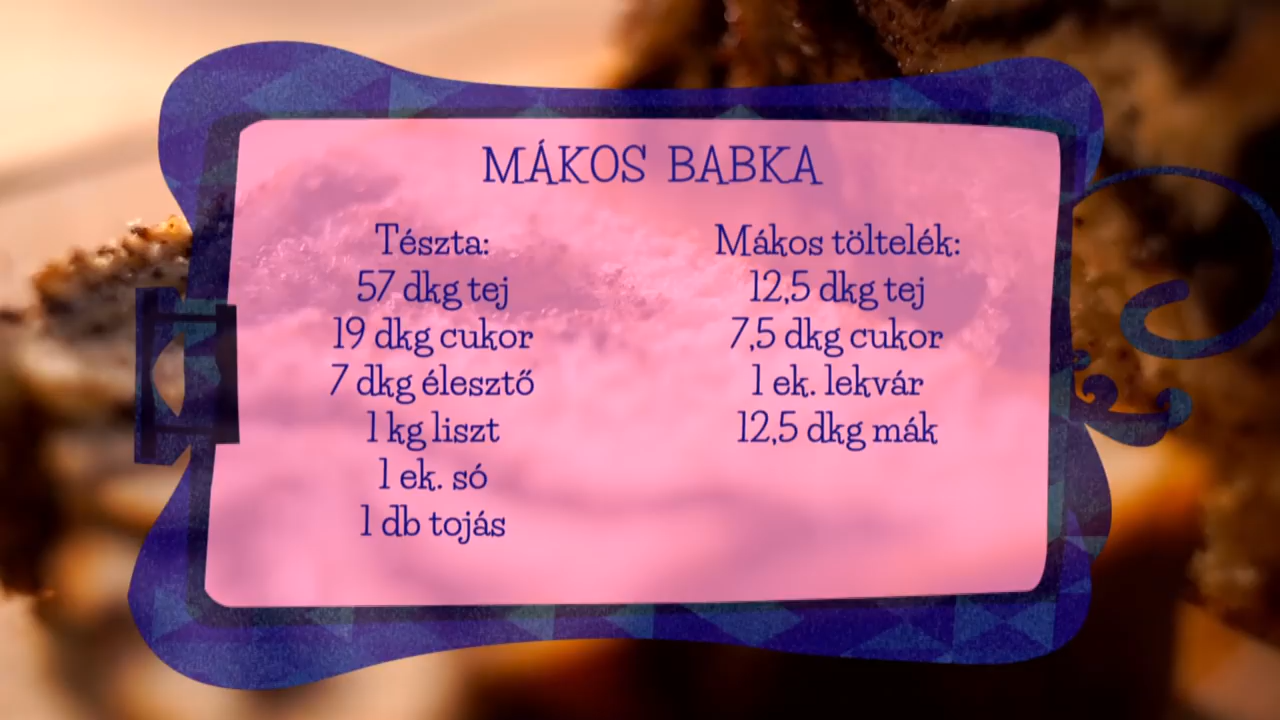 MÁKOS BABKA
Tészta:
57 dkg tej
19 dkg cukor
7 dkg élesztő
1 kg liszt
1 ek. só
1 db tojás
Mákos töltelék:
12,5 dkg tej
7,5 dkg cukor
1 ek. lekvár
12,5 dkg mák